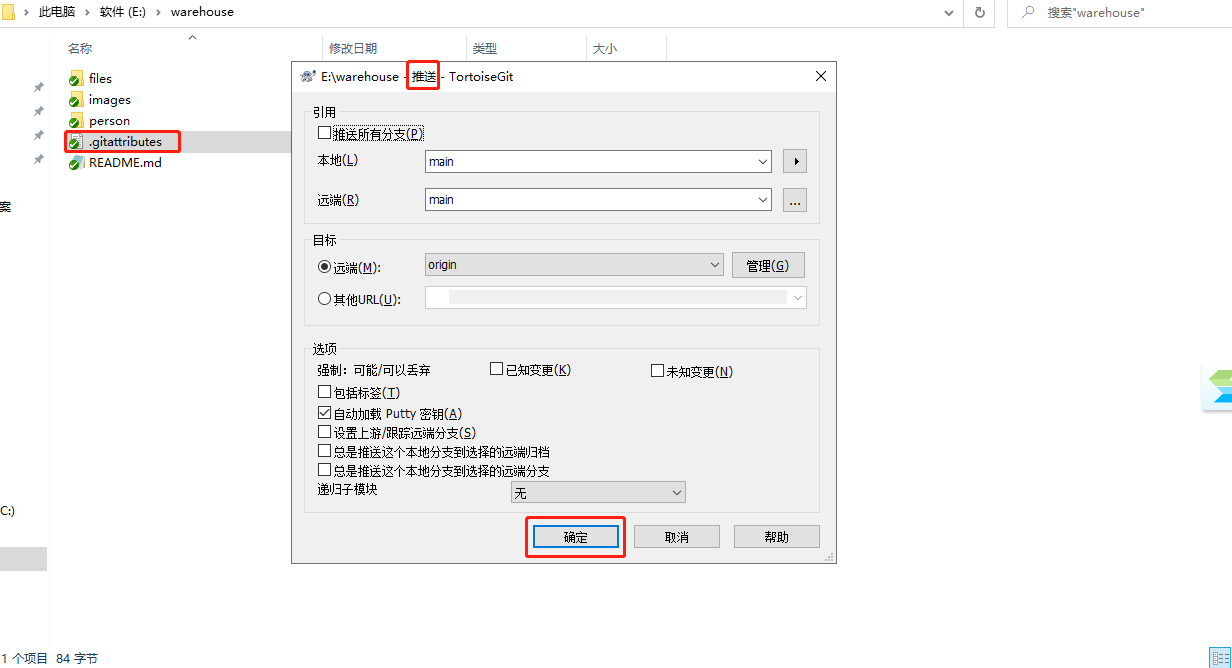 此电脑 > 软件 (E:) > warehouse
搜索"warehouse"
名称 修改日期 类型 大小
files
images
person
.gitattributes
README.md
案
C:)
E:\warehouse - 推送 - TortoiseGit
引用
推送所有分支(P)
本地(L) main
远端(R) main
...
目标
远端(M): origin 管理(G)
其他URL(U):
选项
强制：可能/可以丢弃 已知变更(K) 未知变更(N)
包括标签(T)
自动加载 Putty 密钥(A)
设置上游/跟踪远端分支(S)
总是推送这个本地分支到选择的远端归档
总是推送这个本地分支到选择的远端分支
递归子模块 无
确定 取消 帮助
1 个项目 84 字节